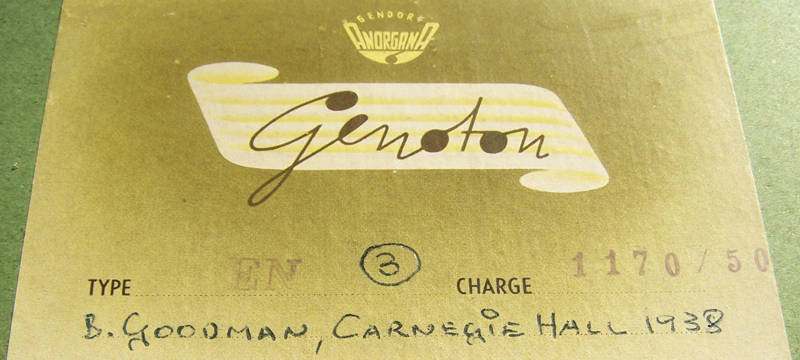 GENDORF
ANORGANA
Genoton
TYPE EN 3 CHARGE 1170/50
B. GOODMAN, CARNEGIE HALL 1938